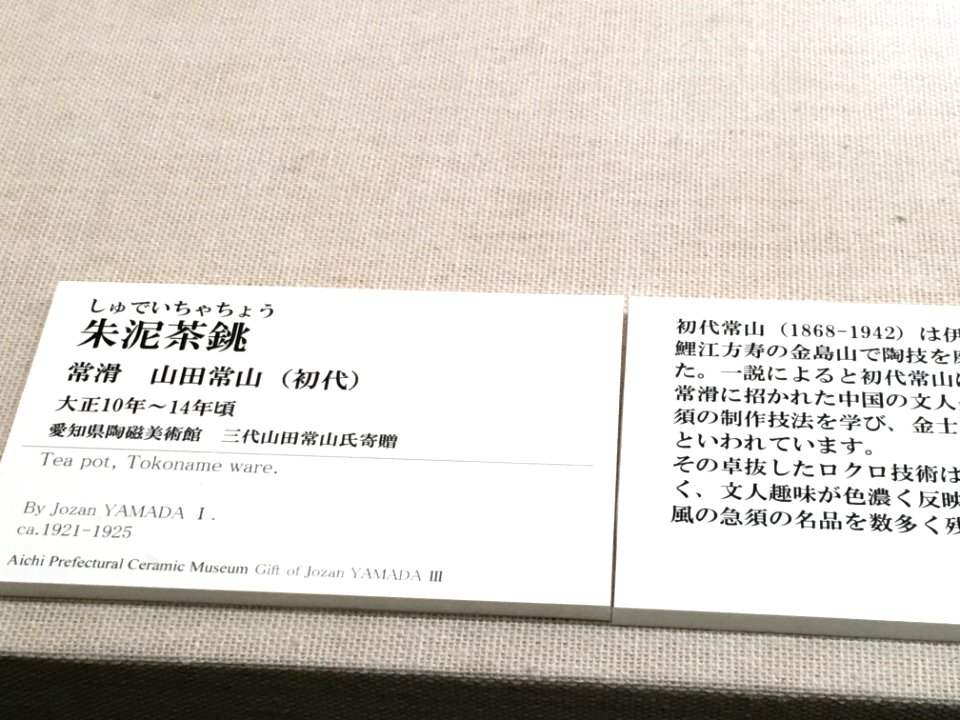 しゅでいちゃちょう
朱泥茶銚
常滑 山田常山（初代）
大正10年～14年頃
愛知県陶磁美術館 三代山田常山氏寄贈
Tea pot, Tokoname ware.
By Jozan YAMADA Ⅰ.
ca.1921-1925
Aichi Prefectural Ceramic Museum Gift of Jozan YAMADA Ⅲ
初代常山（1868-1942）は伊
鯉江方寿の金島山で陶技を
た。一説によると初代常山
常滑に招かれた中国の文人
須の制作技法を学び、金士
といわれています。
その卓抜したロクロ技術は
く、文人趣味が色濃く反映
風の急須の名品を数多く残